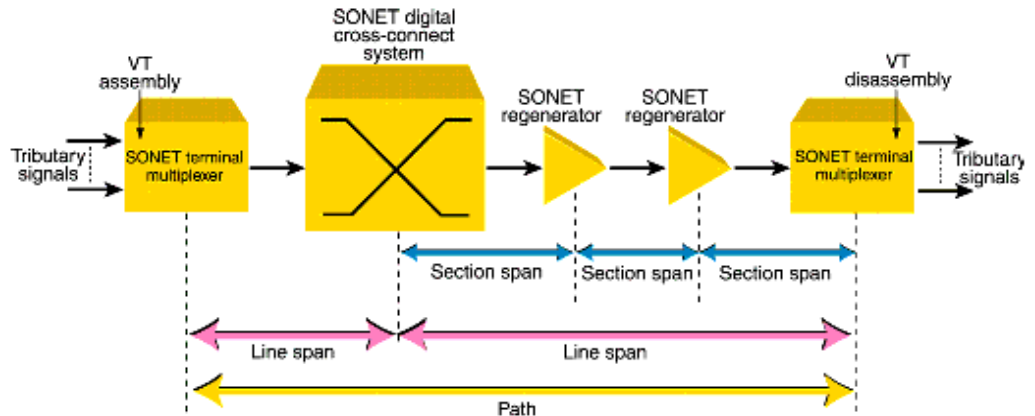 SONET digital
cross-connect
system
VT
assembly
VT
disassembly
SONET
regenerator
SONET
regenerator
Tributary
signals
SONET terminal
multiplexer
SONET terminal
multiplexer
Tributary
signals
Section span
Section span
Section span
Line span
Line span
Path